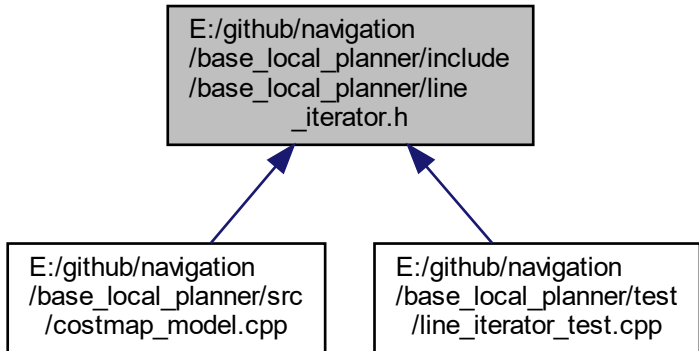 E:/github/navigation
/base_local_planner/include
/base_local_planner/line
_iterator.h
E:/github/navigation
/base_local_planner/src
/costmap_model.cpp
E:/github/navigation
/base_local_planner/test
/line_iterator_test.cpp